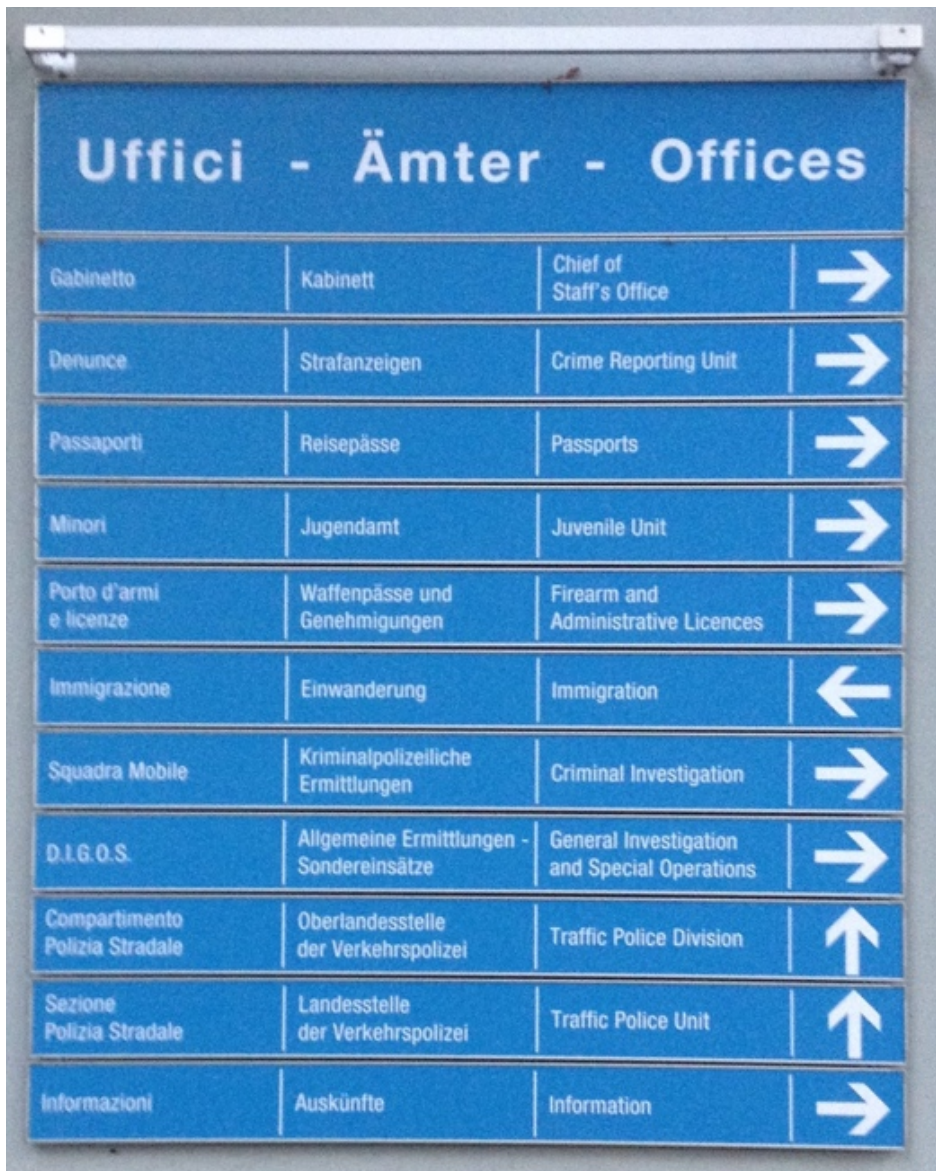 Uffici - Ämter - Offices
Gabinetto
Kabinett
Chief of
Staff's Office
Denunce
Strafanzeigen
Crime Reporting Unit
Passaporti
Reisepässe
Passports
Minori
Jugendamt
Juvenile Unit
Porto d'armi
e licenze
Waffenpässe und
Genehmigungen
Firearm and
Administrative Licences
Immigrazione
Einwanderung
Immigration
Squadra Mobile
Kriminalpolizeiliche
Ermittlungen
Criminal Investigation
D.I.G.O.S.
Allgemeine Ermittlungen -
Sondereinsätze
General Investigation
and Special Operations
Compartimento
Polizia Stradale
Oberlandesstelle
der Verkehrspolizei
Traffic Police Division
Sezione
Polizia Stradale
Landesstelle
der Verkehrspolizei
Traffic Police Unit
Informazioni
Auskünfte
Information